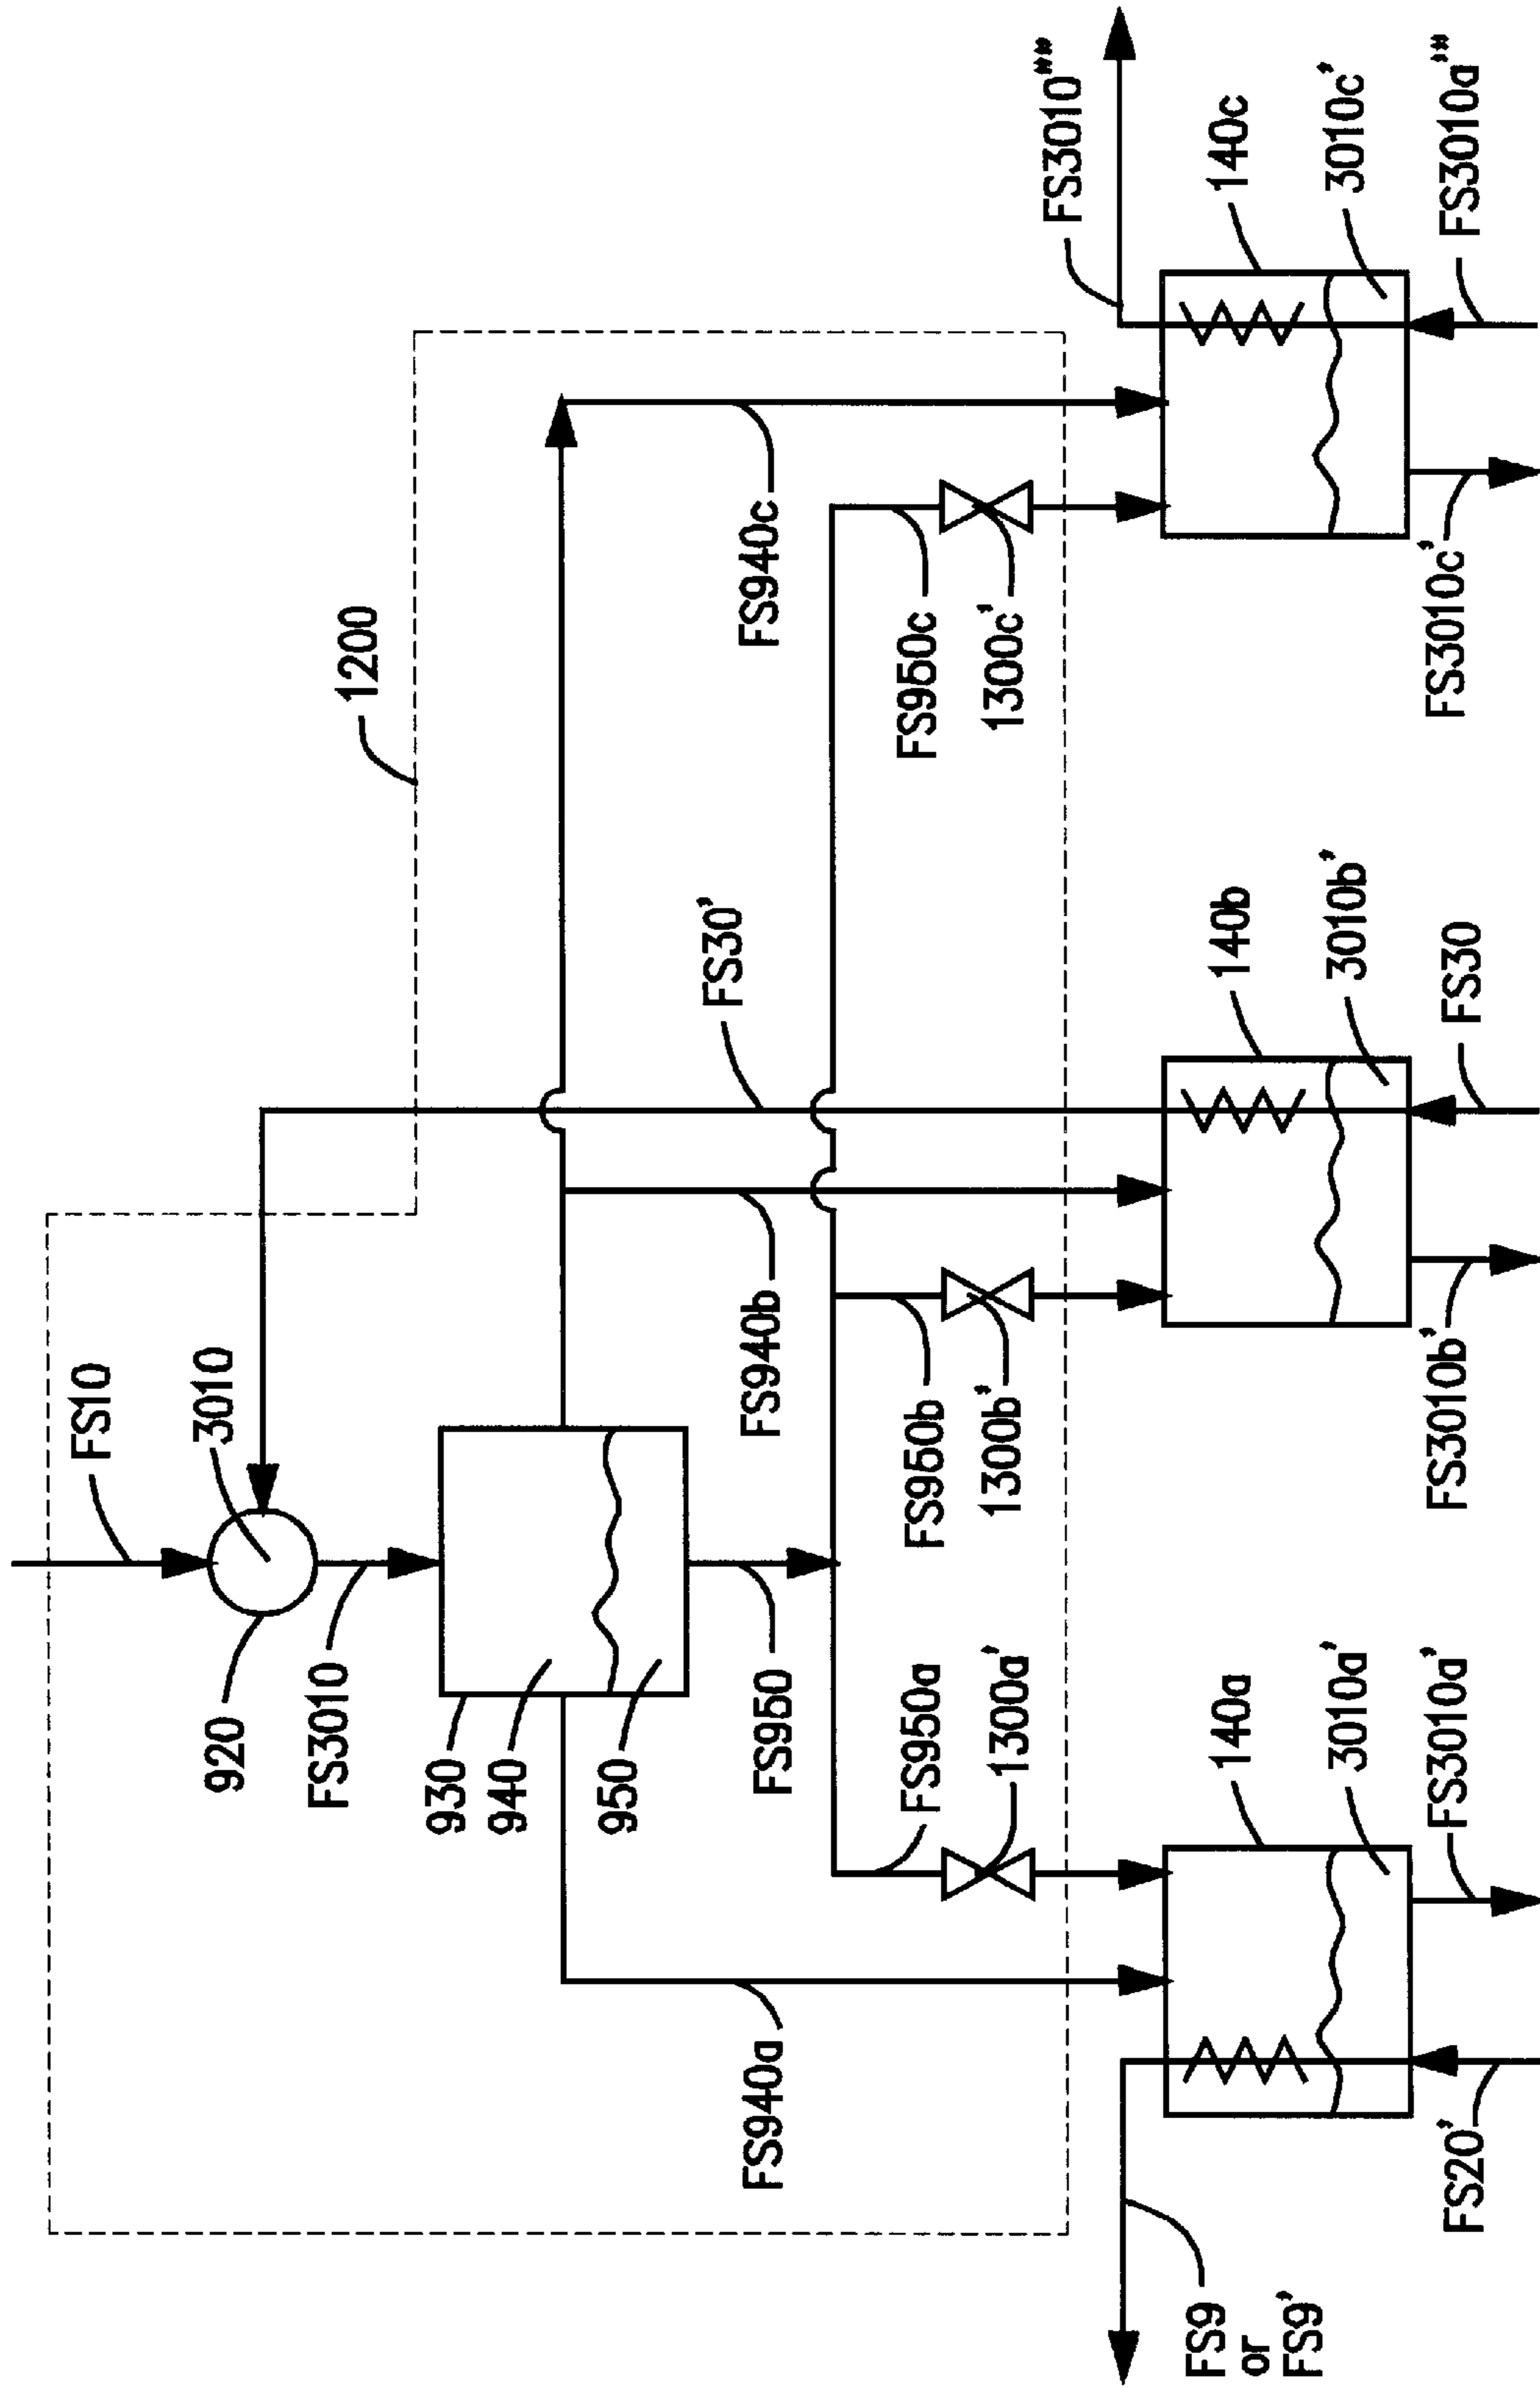 FS10
3010
920
FS3010
930
940
950
FS950
1200
FS30'
FS940a
FS940b
FS940c
FS950a
1300a'
FS950b
1300b'
FS950c
1300c'
FS9
or
FS9'
FS20'
140a
3010a'
FS3010a'
140b
3010b'
FS3010b'
FS30
140c
3010c'
FS3010c'
FS3010""
FS3010a'"